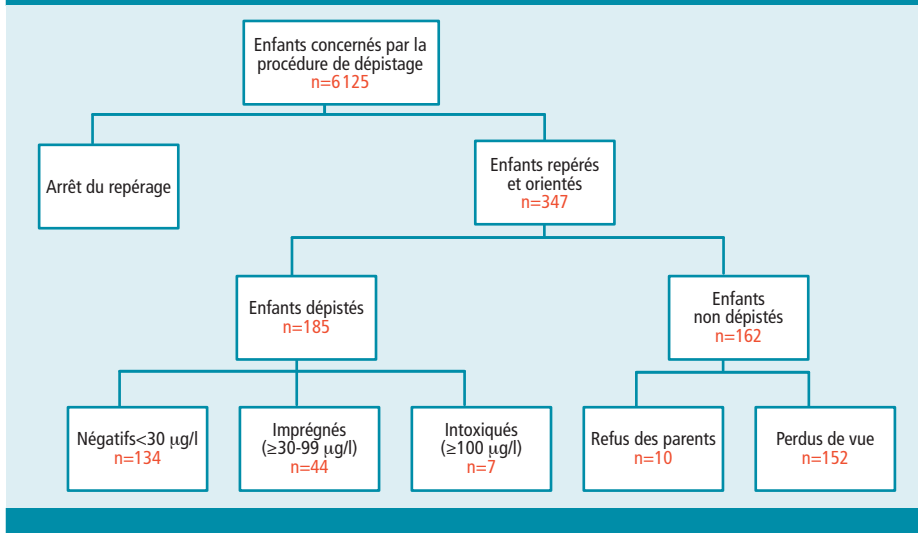 Enfants concernés par la
procédure de dépistage
n=6125
Arrêt du repérage
Enfants repérés
et orientés
n=347
Enfants dépistés
n=185
Enfants
non dépistés
n=162
Négatifs<30 µg/l
n=134
Imprégnés
(≥30-99 µg/l)
n=44
Intoxiqués
(≥100 µg/l)
n=7
Refus des parents
n=10
Perdus de vue
n=152